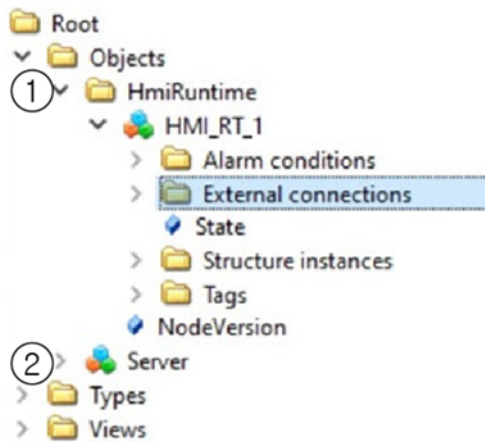 Root
Objects
1 HmiRuntime
HMI_RT_1
Alarm conditions
External connections
State
Structure instances
Tags
NodeVersion
2 Server
Types
Views